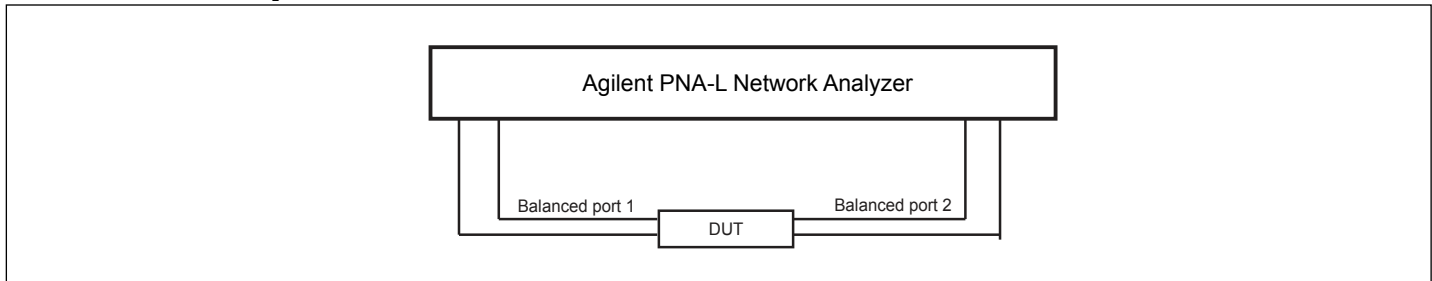 Agilent PNA-L Network Analyzer
Balanced port 1
Balanced port 2
DUT